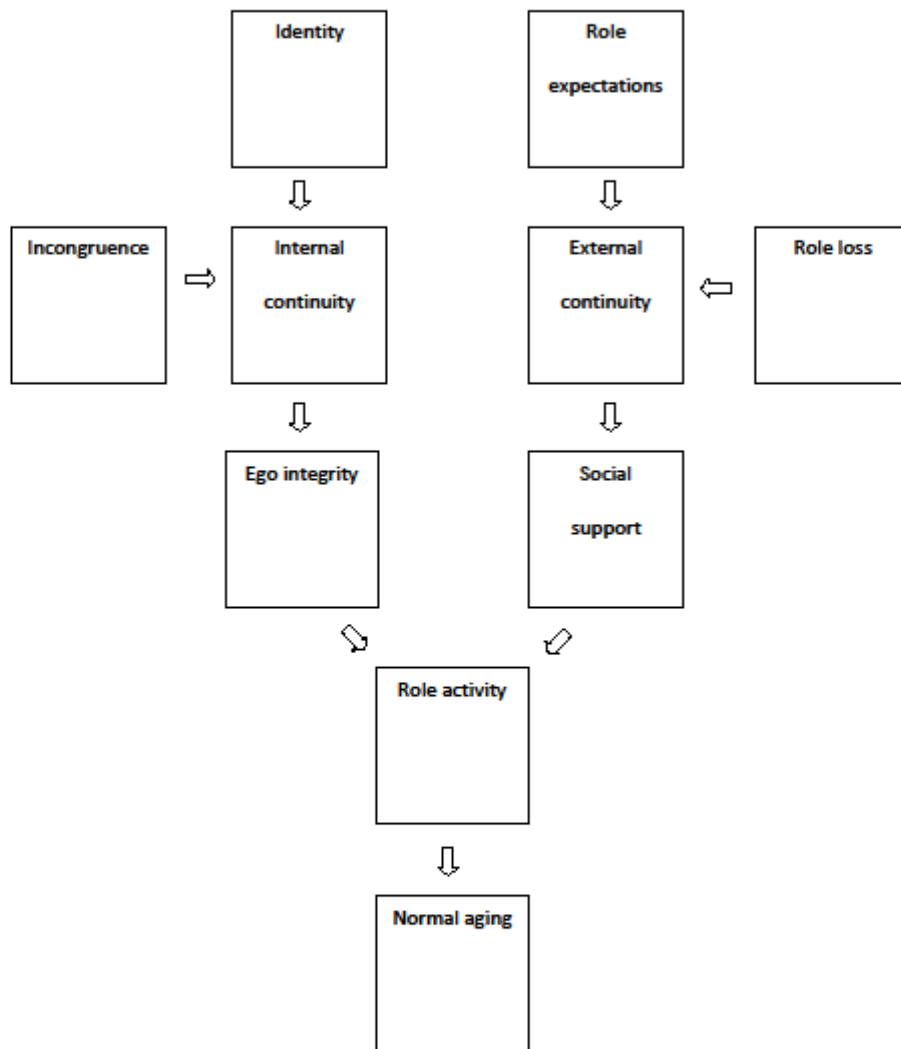 Identity
Role
expectations
Incongruence
Internal
continuity
External
continuity
Role loss
Ego integrity
Social
support
Role activity
Normal aging